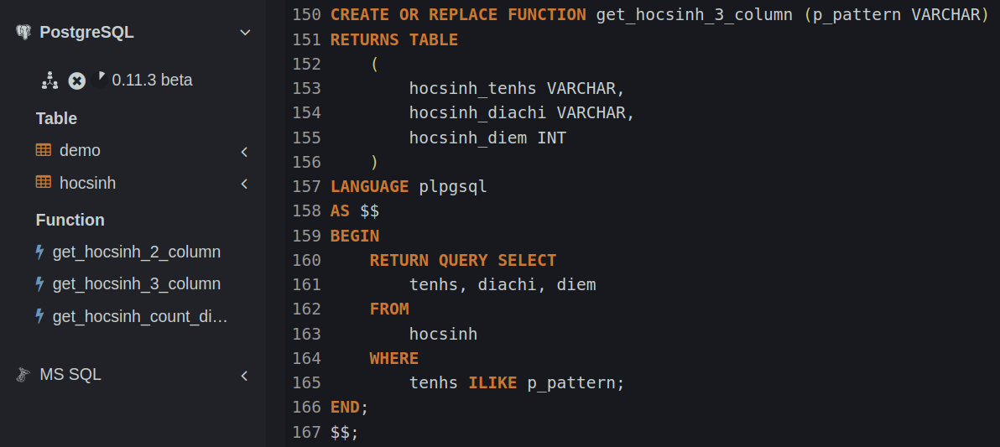 PostgreSQL
0.11.3 beta
Table
demo
hocsinh
Function
get_hocsinh_2_column
get_hocsinh_3_column
get_hocsinh_count_di…
MS SQL
150 CREATE OR REPLACE FUNCTION get_hocsinh_3_column (p_pattern VARCHAR)
151 RETURNS TABLE
152     (
153         hocsinh_tenhs VARCHAR,
154         hocsinh_diachi VARCHAR,
155         hocsinh_diem INT
156     )
157 LANGUAGE plpgsql
158 AS $$
159 BEGIN
160     RETURN QUERY SELECT
161         tenhs, diachi, diem
162     FROM
163         hocsinh
164     WHERE
165         tenhs ILIKE p_pattern;
166 END;
167 $$;